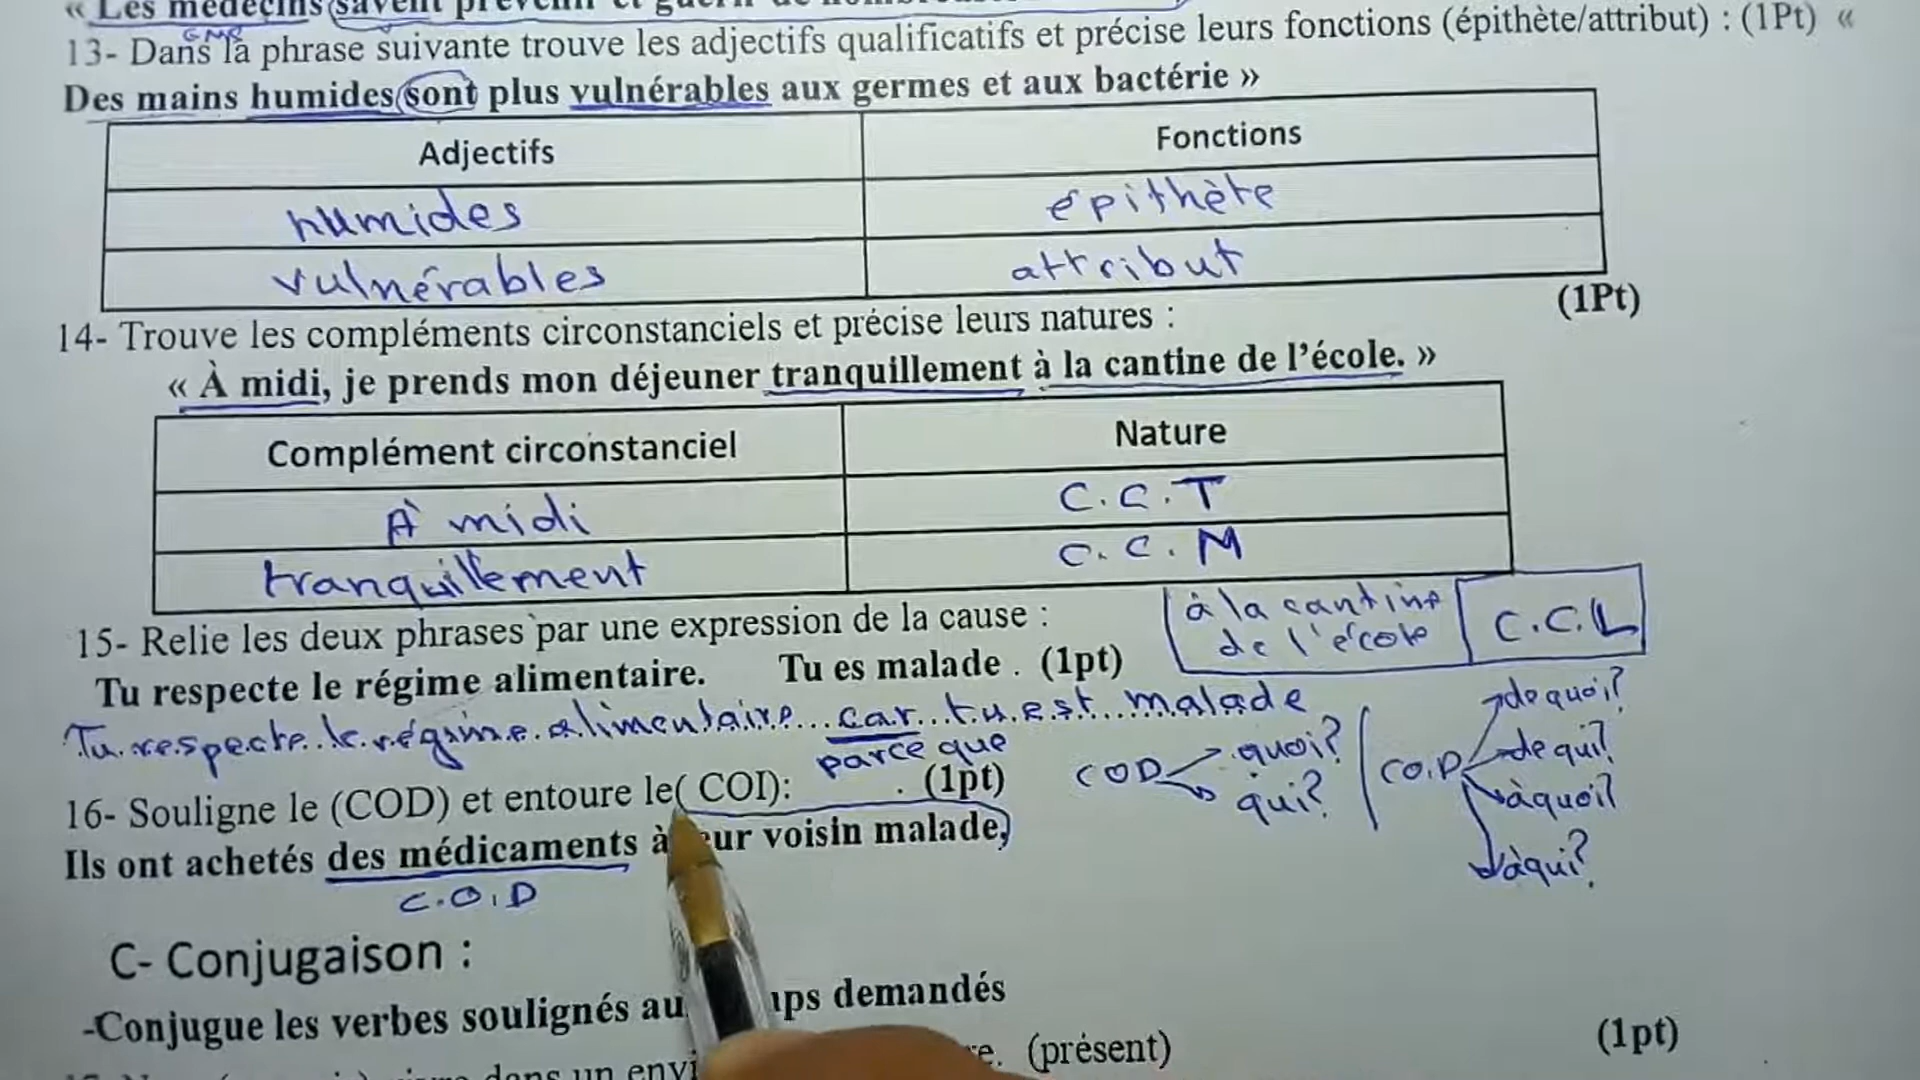 « Les médecins savent prévenir et guérir de
GNS
13- Dans la phrase suivante trouve les adjectifs qualificatifs et précise leurs fonctions (épithète/attribut) : (1Pt) «
Des mains humides sont plus vulnérables aux germes et aux bactérie »
Adjectifs Fonctions
humides épithète
vulnérables attribut
(1Pt)
14- Trouve les compléments circonstanciels et précise leurs natures :
« À midi, je prends mon déjeuner tranquillement à la cantine de l'école. »
Complément circonstanciel Nature
À midi C.C.T
tranquillement C.C.M
à la cantine de l'école C.C.L
15- Relie les deux phrases par une expression de la cause :
Tu respecte le régime alimentaire. Tu es malade . (1pt)
Tu respecte le régime alimentaire car tu est malade
parce que
16- Souligne le (COD) et entoure le( COI): . (1pt)
COD quoi? qui? COID de quoi? de qui? à quoi? à qui?
Ils ont achetés des médicaments à leur voisin malade,
C.O.D
C- Conjugaison :
-Conjugue les verbes soulignés au demandés
dans un (présent) (1pt)